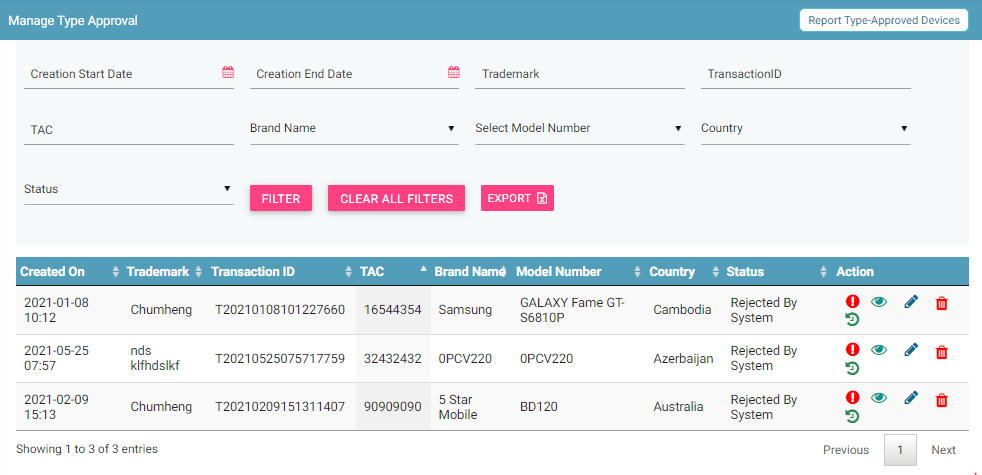 Manage Type Approval Report Type-Approved Devices
Creation Start Date Creation End Date Trademark TransactionID
TAC Brand Name Select Model Number Country
Status FILTER CLEAR ALL FILTERS EXPORT
Created On Trademark Transaction ID TAC Brand Name Model Number Country Status Action
2021-01-08 10:12 Chumheng T20210108101227660 16544354 Samsung GALAXY Fame GT-S6810P Cambodia Rejected By System
2021-05-25 07:57 nds klfhdslkf T20210525075717759 32432432 0PCV220 0PCV220 Azerbaijan Rejected By System
2021-02-09 15:13 Chumheng T20210209151311407 90909090 5 Star Mobile BD120 Australia Rejected By System
Showing 1 to 3 of 3 entries Previous 1 Next